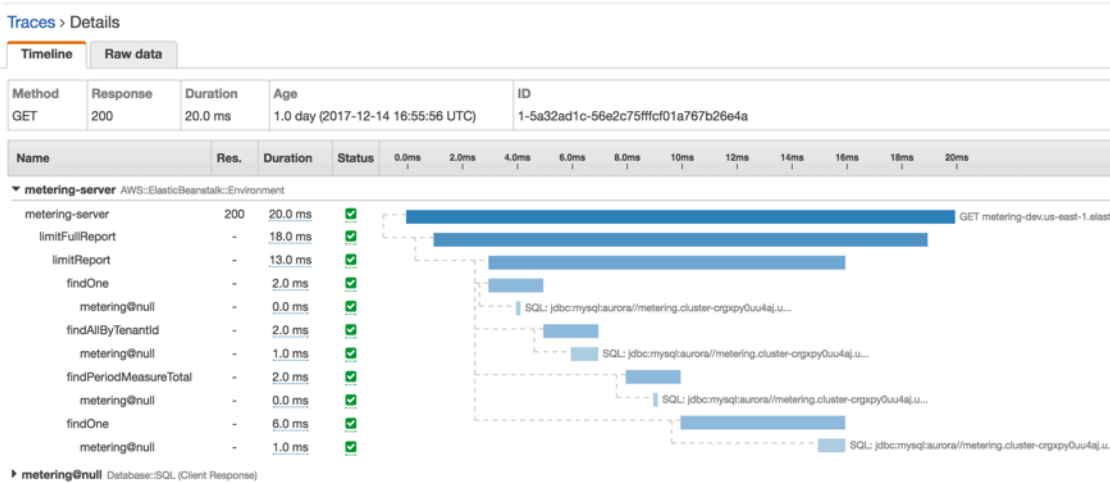 Traces > Details
Timeline Raw data
Method Response Duration Age ID
GET 200 20.0 ms 1.0 day (2017-12-14 16:55:56 UTC) 1-5a32ad1c-56e2c75fffcf01a767b26e4a
Name Res. Duration Status 0.0ms 2.0ms 4.0ms 6.0ms 8.0ms 10ms 12ms 14ms 16ms 18ms 20ms
metering-server AWS::ElasticBeanstalk::Environment
metering-server 200 20.0 ms GET metering-dev.us-east-1.elast
limitFullReport - 18.0 ms
limitReport - 13.0 ms
findOne - 2.0 ms
metering@null - 0.0 ms SQL: jdbc:mysql:aurora//metering.cluster-crgxpy0uu4aj.u...
findAllByTenantId - 2.0 ms
metering@null - 1.0 ms SQL: jdbc:mysql:aurora//metering.cluster-crgxpy0uu4aj.u...
findPeriodMeasureTotal - 2.0 ms
metering@null - 0.0 ms SQL: jdbc:mysql:aurora//metering.cluster-crgxpy0uu4aj.u...
findOne - 6.0 ms
metering@null - 1.0 ms SQL: jdbc:mysql:aurora//metering.cluster-crgxpy0uu4aj.u.
metering@null Database::SQL (Client Response)